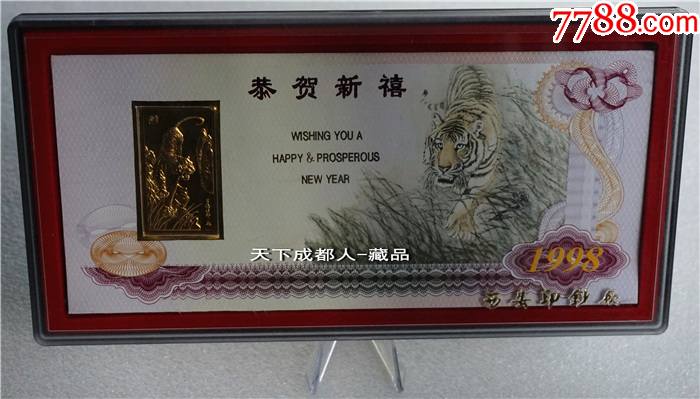 7788.com
恭贺新禧
WISHING YOU A
HAPPY & PROSPEROUS
NEW YEAR
天下成都人-藏品
1998
西安印钞厂